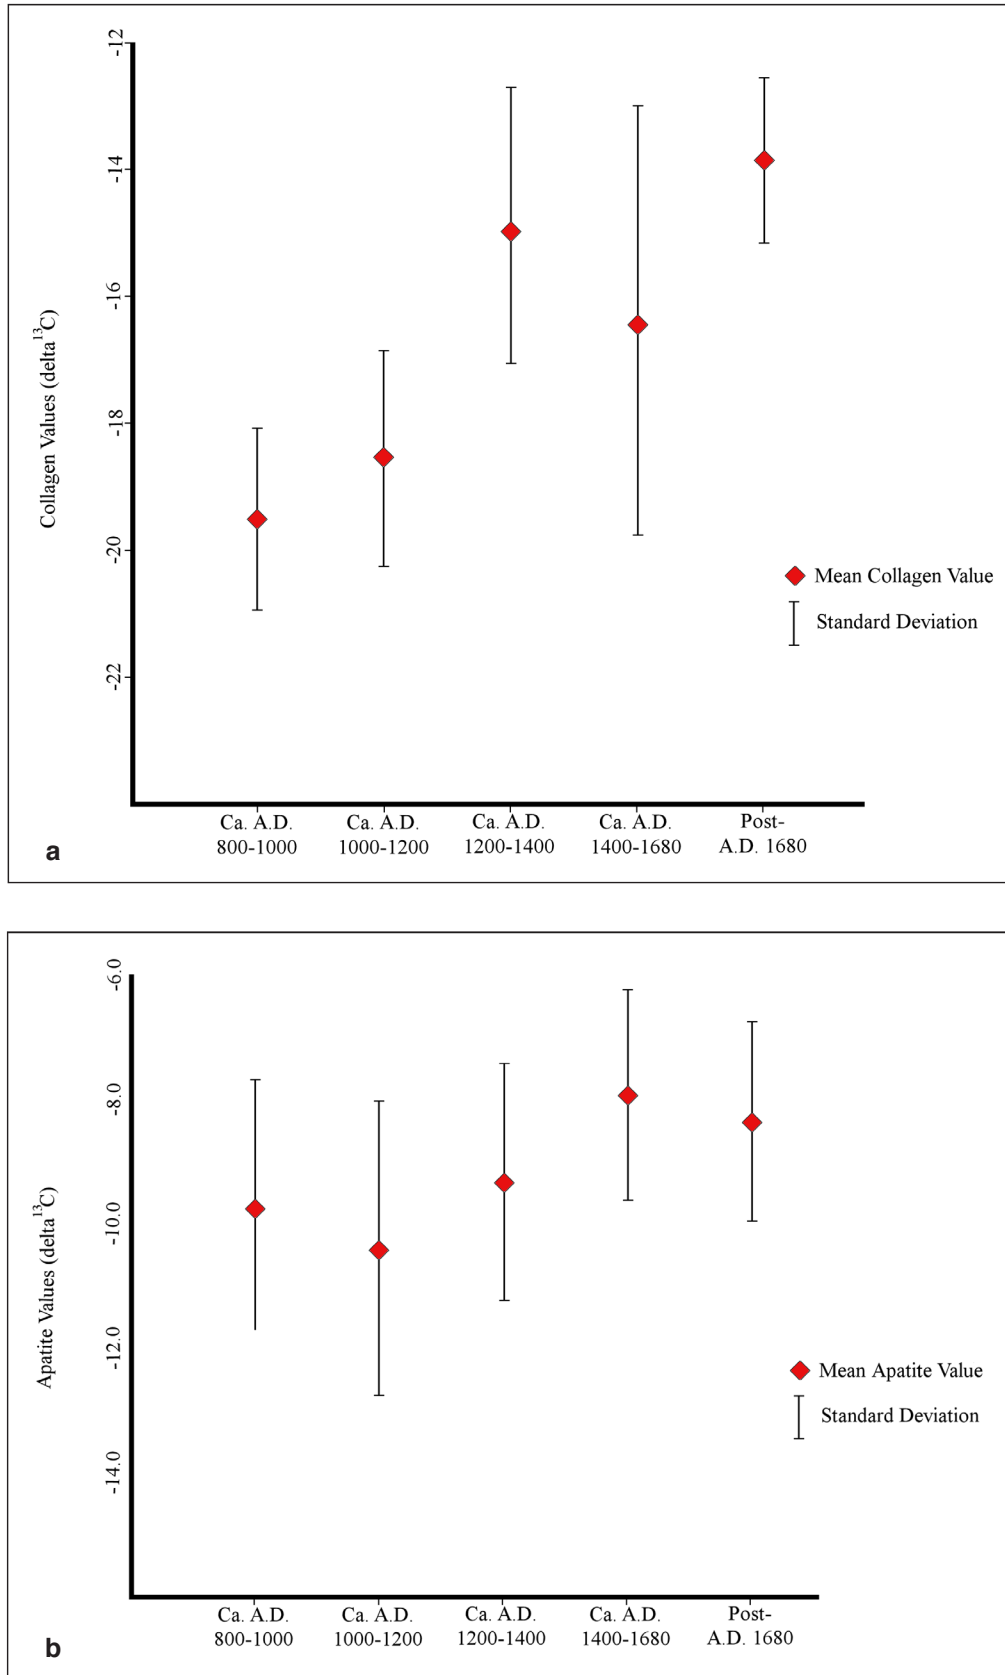 -12
-14
-16
-18
-20
-22
Collagen Values (delta¹³C)
Mean Collagen Value
Standard Deviation
Ca. A.D.
800-1000
Ca. A.D.
1000-1200
Ca. A.D.
1200-1400
Ca. A.D.
1400-1680
Post-
A.D. 1680
a
-6.0
-8.0
-10.0
-12.0
-14.0
Apatite Values (delta¹³C)
Mean Apatite Value
Standard Deviation
Ca. A.D.
800-1000
Ca. A.D.
1000-1200
Ca. A.D.
1200-1400
Ca. A.D.
1400-1680
Post-
A.D. 1680
b